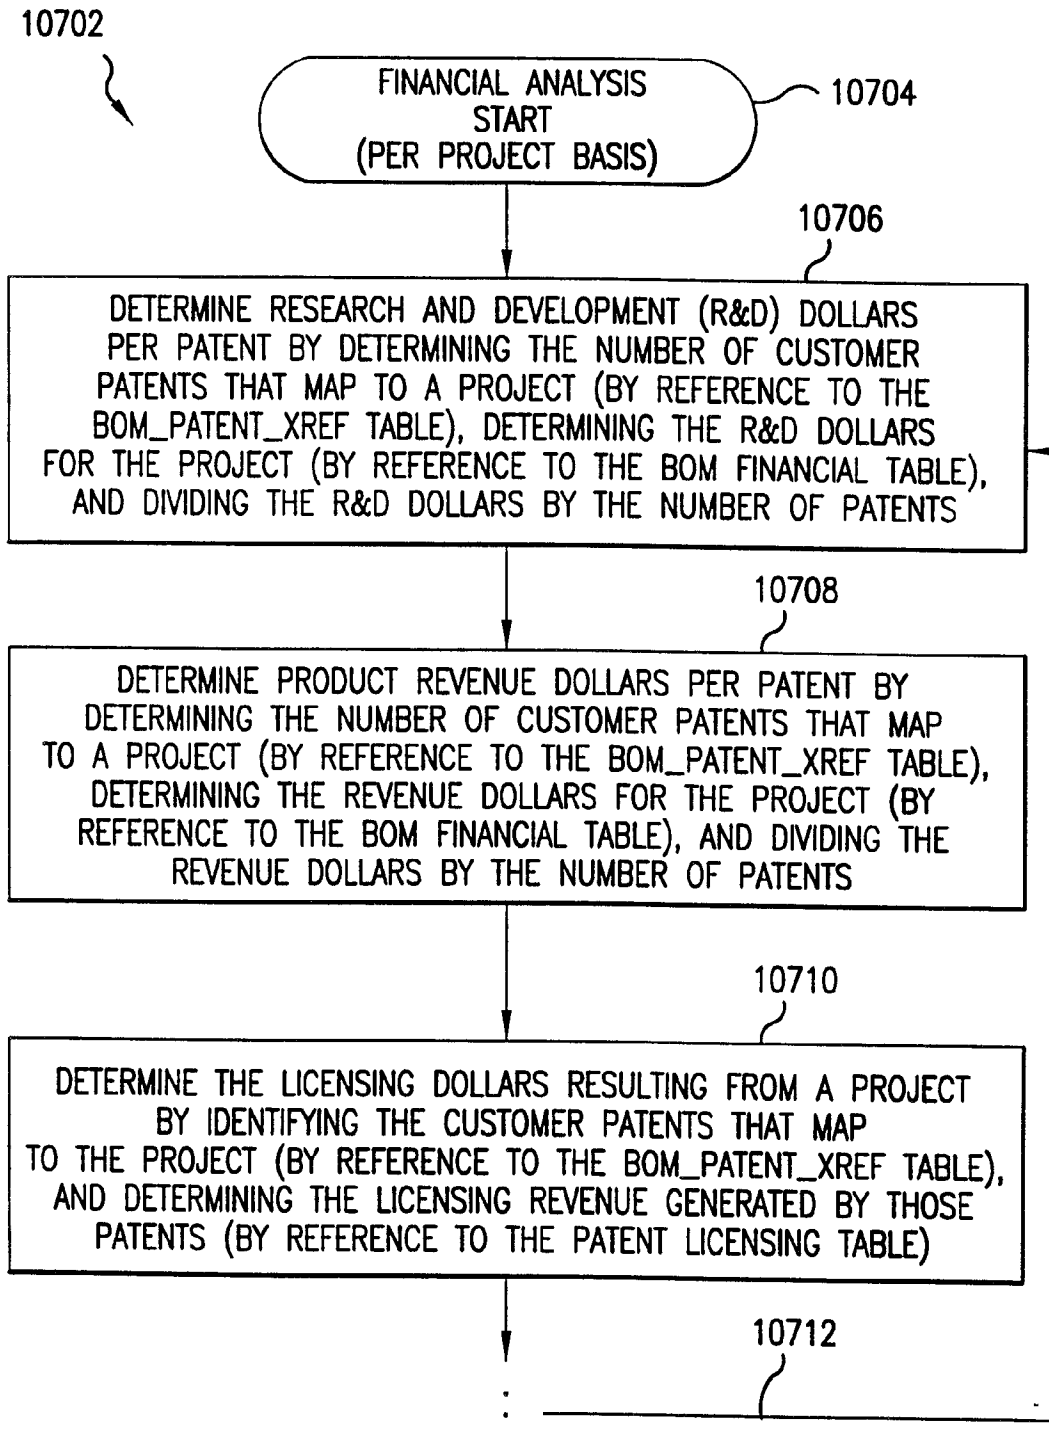 10702
FINANCIAL ANALYSIS
START
(PER PROJECT BASIS)
10704
10706
DETERMINE RESEARCH AND DEVELOPMENT (R&D) DOLLARS
PER PATENT BY DETERMINING THE NUMBER OF CUSTOMER
PATENTS THAT MAP TO A PROJECT (BY REFERENCE TO THE
BOM_PATENT_XREF TABLE), DETERMINING THE R&D DOLLARS
FOR THE PROJECT (BY REFERENCE TO THE BOM FINANCIAL TABLE),
AND DIVIDING THE R&D DOLLARS BY THE NUMBER OF PATENTS
10708
DETERMINE PRODUCT REVENUE DOLLARS PER PATENT BY
DETERMINING THE NUMBER OF CUSTOMER PATENTS THAT MAP
TO A PROJECT (BY REFERENCE TO THE BOM_PATENT_XREF TABLE),
DETERMINING THE REVENUE DOLLARS FOR THE PROJECT (BY
REFERENCE TO THE BOM FINANCIAL TABLE), AND DIVIDING THE
REVENUE DOLLARS BY THE NUMBER OF PATENTS
10710
DETERMINE THE LICENSING DOLLARS RESULTING FROM A PROJECT
BY IDENTIFYING THE CUSTOMER PATENTS THAT MAP
TO THE PROJECT (BY REFERENCE TO THE BOM_PATENT_XREF TABLE),
AND DETERMINING THE LICENSING REVENUE GENERATED BY THOSE
PATENTS (BY REFERENCE TO THE PATENT LICENSING TABLE)
10712